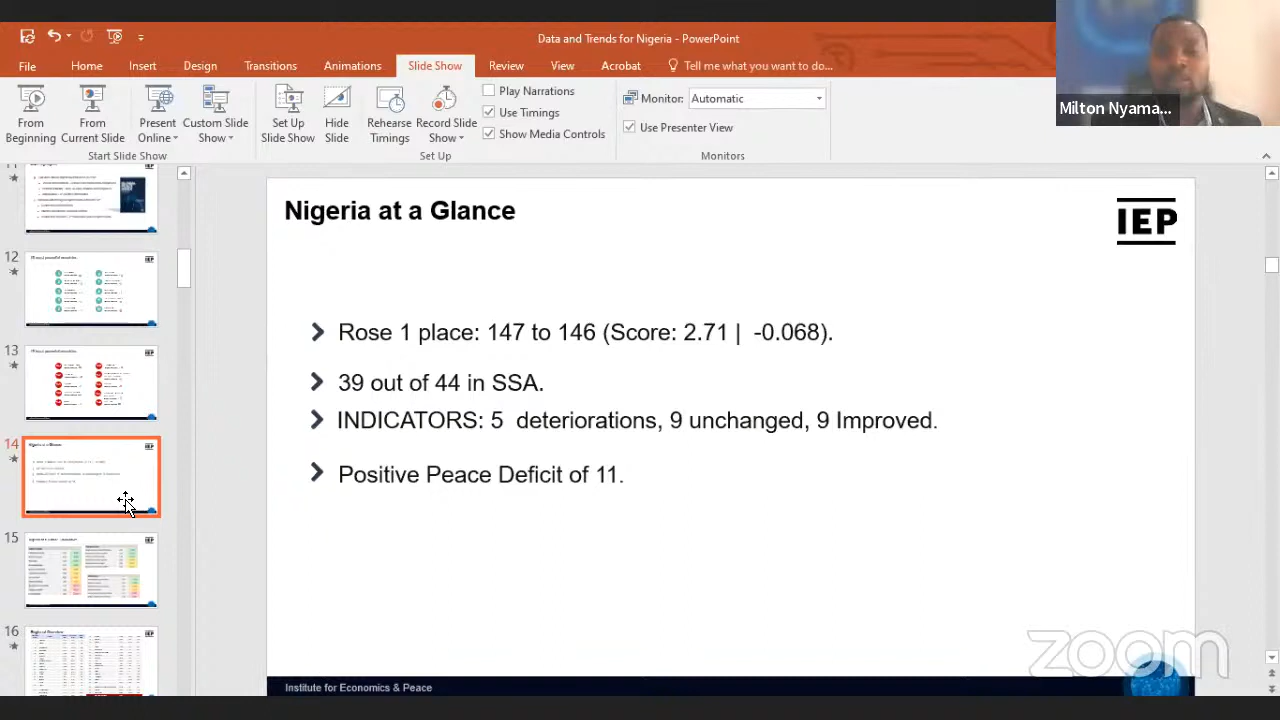 Data and Trends for Nigeria - PowerPoint
File Home Insert Design Transitions Animations Slide Show Review View Acrobat Tell me what you want to do...
From Beginning
From Current Slide
Present Online
Custom Slide Show
Start Slide Show
Set Up Slide Show
Hide Slide
Rehearse Timings
Record Slide Show
Play Narrations
Use Timings
Show Media Controls
Set Up
Monitor: Automatic
Use Presenter View
Monitors
Milton Nyama...
12
13
14
15
16
Nigeria at a Glance
IEP
Rose 1 place: 147 to 146 (Score: 2.71 | -0.068).
39 out of 44 in SSA.
INDICATORS: 5 deteriorations, 9 unchanged, 9 Improved.
Positive Peace Deficit of 11.
Institute for Economics & Peace
zoom